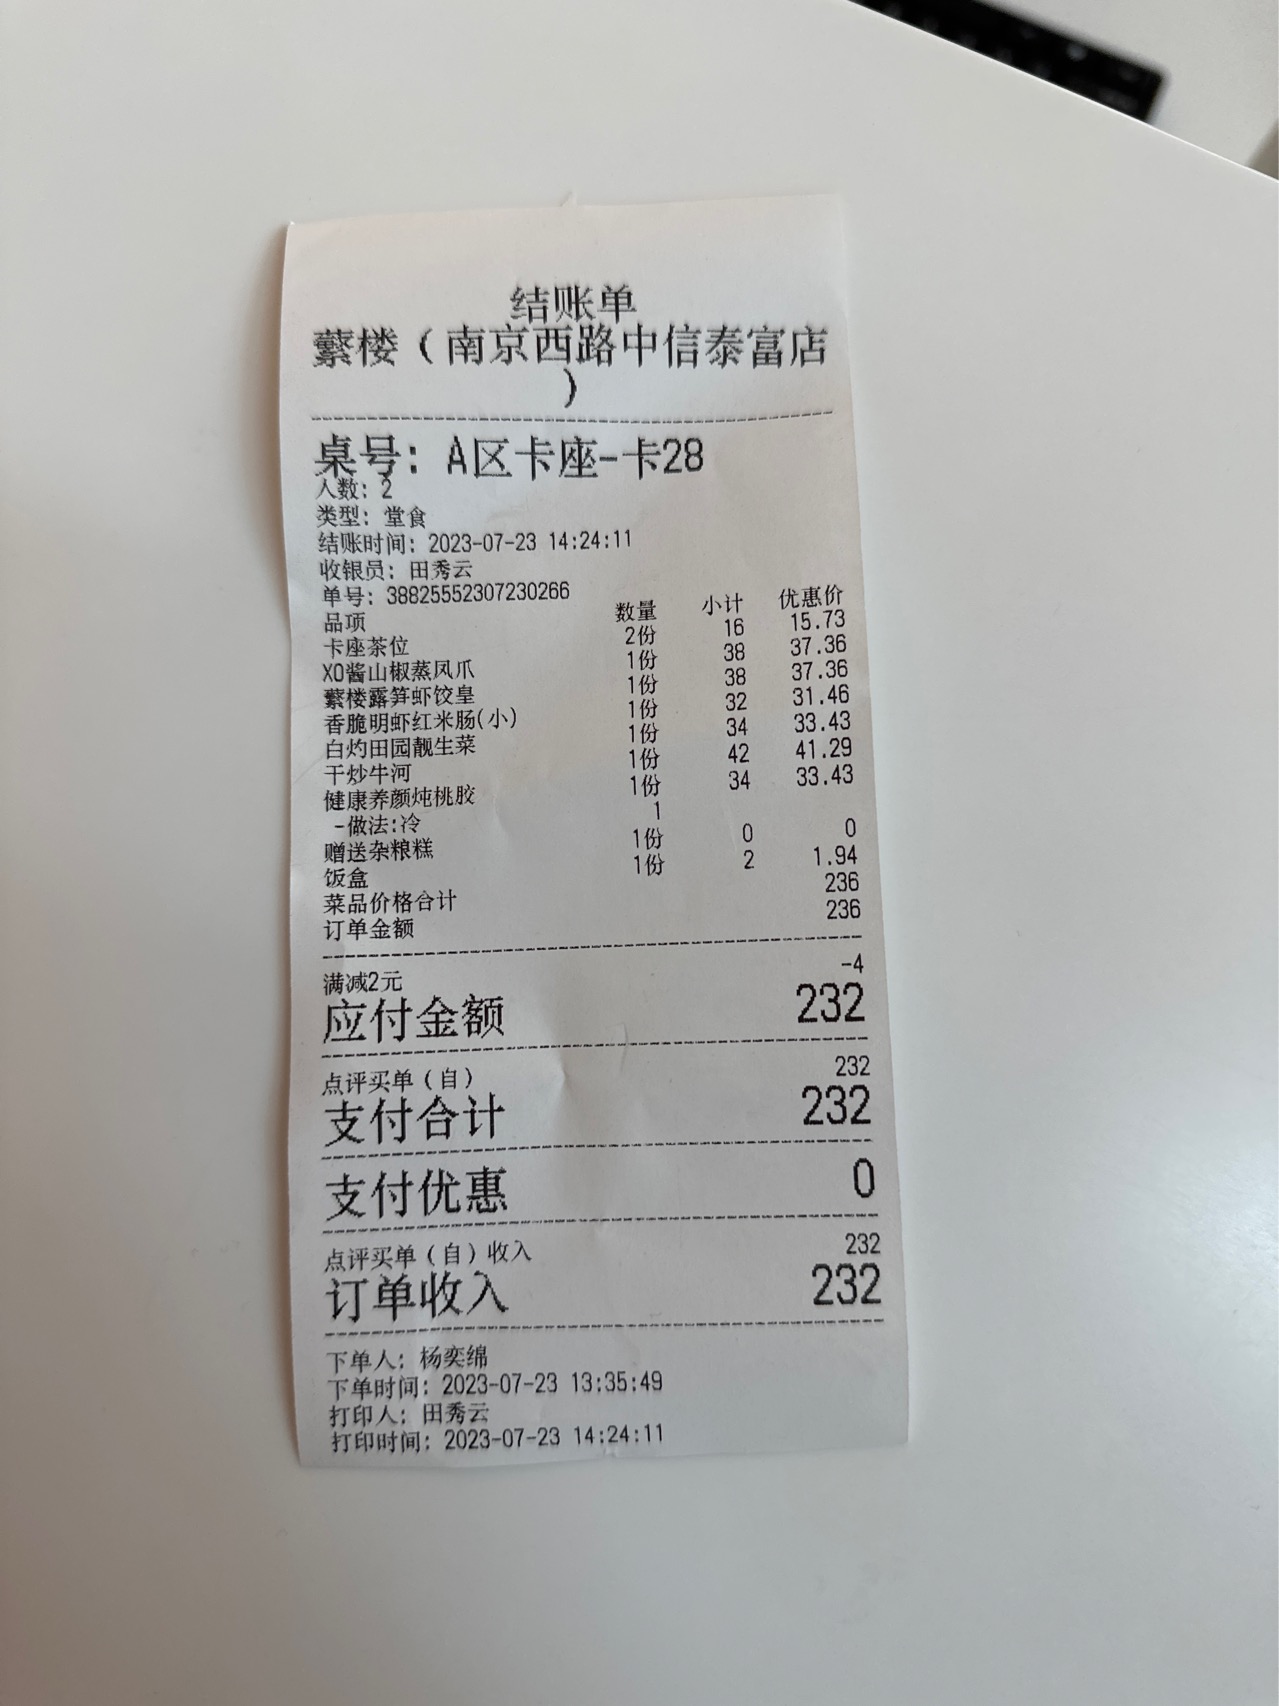 结账单
蘩楼（南京西路中信泰富店
）
桌号：A区卡座-卡28
人数：2
类型：堂食
结账时间：2023-07-23 14:24:11
收银员：田秀云
单号：388255552307230266
品项 数量 小计 优惠价
卡座茶位 2份 16 15.73
XO酱山椒蒸凤爪 1份 38 37.36
蘩楼露笋虾饺皇 1份 38 37.36
香脆明虾红米肠(小) 1份 32 31.46
白灼田园靓生菜 1份 34 33.43
干炒牛河 1份 42 41.29
健康养颜炖桃胶 1份 34 33.43
-做法:冷 1
赠送杂粮糕 1份 0 0
饭盒 1份 2 1.94
菜品价格合计 236
订单金额 236
满减2元 -4
应付金额 232
点评买单（自） 232
支付合计 232
支付优惠 0
点评买单（自）收入 232
订单收入 232
下单人：杨奕绵
下单时间：2023-07-23 13:35:49
打印人：田秀云
打印时间：2023-07-23 14:24:11